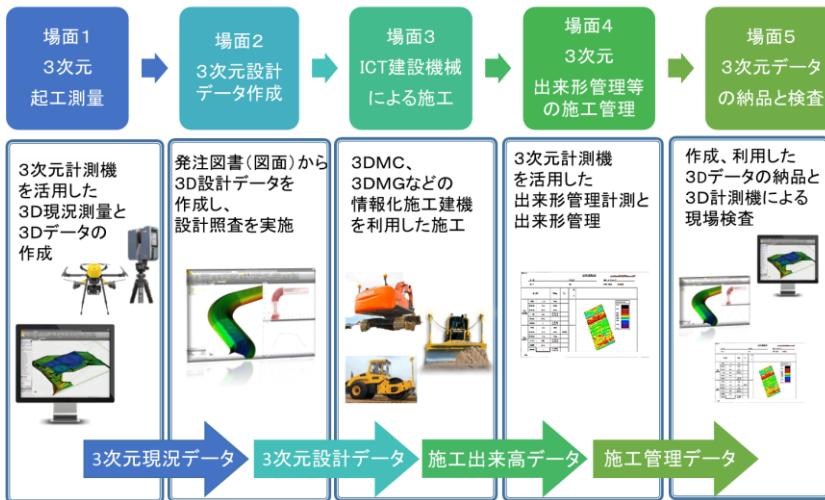 場面1
3次元
起工測量
場面2
3次元設計
データ作成
場面3
ICT建設機械
による施工
場面4
3次元
出来形管理等
の施工管理
場面5
3次元データ
の納品と検査
3次元計測機
を活用した
3D現況測量と
3Dデータの
作成
発注図書(図面)から
3D設計データを
作成し、
設計照査を実施
3DMC、
3DMGなどの
情報化施工建機
を利用した施工
3次元計測機
を活用した
出来形管理計測と
出来形管理
作成、利用した
3Dデータの納品と
3D計測機による
現場検査
3次元現況データ
3次元設計データ
施工出来高データ
施工管理データ